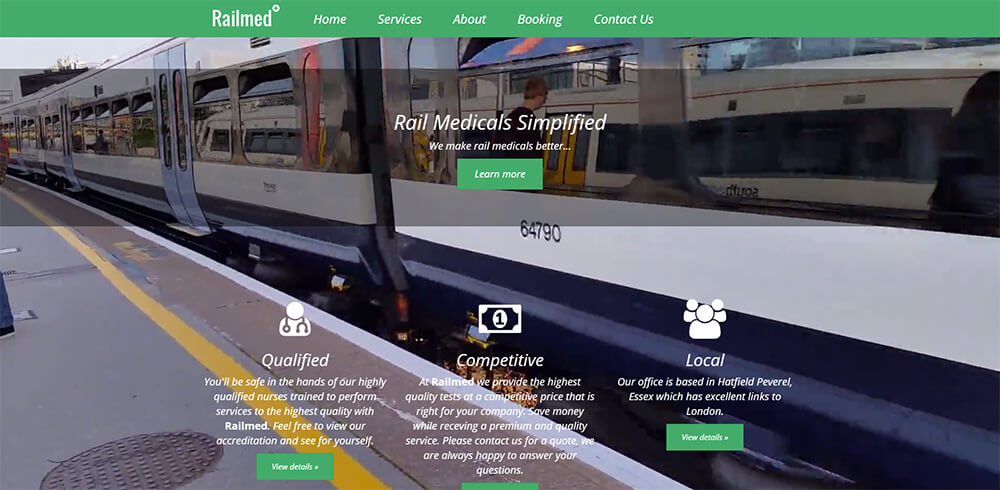 Railmed Home Services About Booking Contact Us
Rail Medicals Simplified
We make rail medicals better...
Learn more
64790
Qualified
You'll be safe in the hands of our highly
qualified nurses trained to perform
services to the highest quality with
Railmed. Feel free to view our
accreditation and see for yourself.
View details »
1
Competitive
At Railmed we provide the highest
quality tests at a competitive price that is
right for your company. Save money
while receving a premium and quality
service. Please contact us for a quote, we
are always happy to answer your
questions.
Local
Our office is based in Hatfield Peverel,
Essex which has excellent links to
London.
View details »